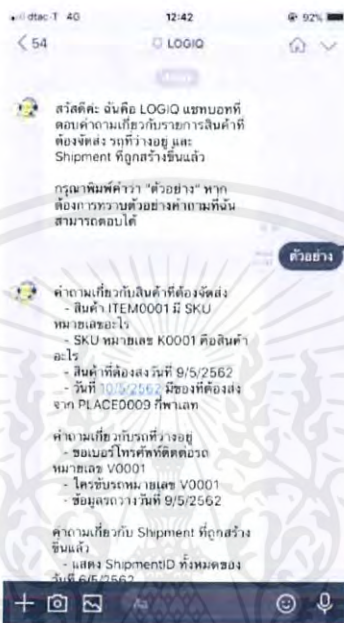 dtac-T 4G 12:42 92%
54 LOGIQ
สวัสดีค่ะ ฉันคือ LOGIQ แชทบอทที่
ตอบคำถามเกี่ยวกับรายการสินค้าที่
ต้องจัดส่ง รถที่ว่างอยู่ และ
Shipment ที่ถูกสร้างขึ้นแล้ว
กรุณาพิมพ์คำว่า "ตัวอย่าง" หาก
ต้องการทราบตัวอย่างคำถามที่ฉัน
สามารถตอบได้
ตัวอย่าง
คำถามเกี่ยวกับสินค้าที่ต้องจัดส่ง
- สินค้า ITEM0001 มี SKU
หมายเลขอะไร
- SKU หมายเลข K0001 คือสินค้า
อะไร
- สินค้าที่ต้องส่งวันที่ 9/5/2562
- วันที่ 10/5/2562 มีของที่ต้องส่ง
จาก PLACE0009 กี่พาเลท
คำถามเกี่ยวกับรถที่ว่างอยู่
- ขอเบอร์โทรศัพท์ติดต่อรถ
หมายเลข V0001
- ใครขับรถหมายเลข V0001
- ข้อมูลรถว่างวันที่ 9/5/2562
คำถามเกี่ยวกับ Shipment ที่ถูกสร้าง
ขึ้นแล้ว
- แสดง ShipmentID ทั้งหมดของ
วันที่ 6/5/2562
Aa